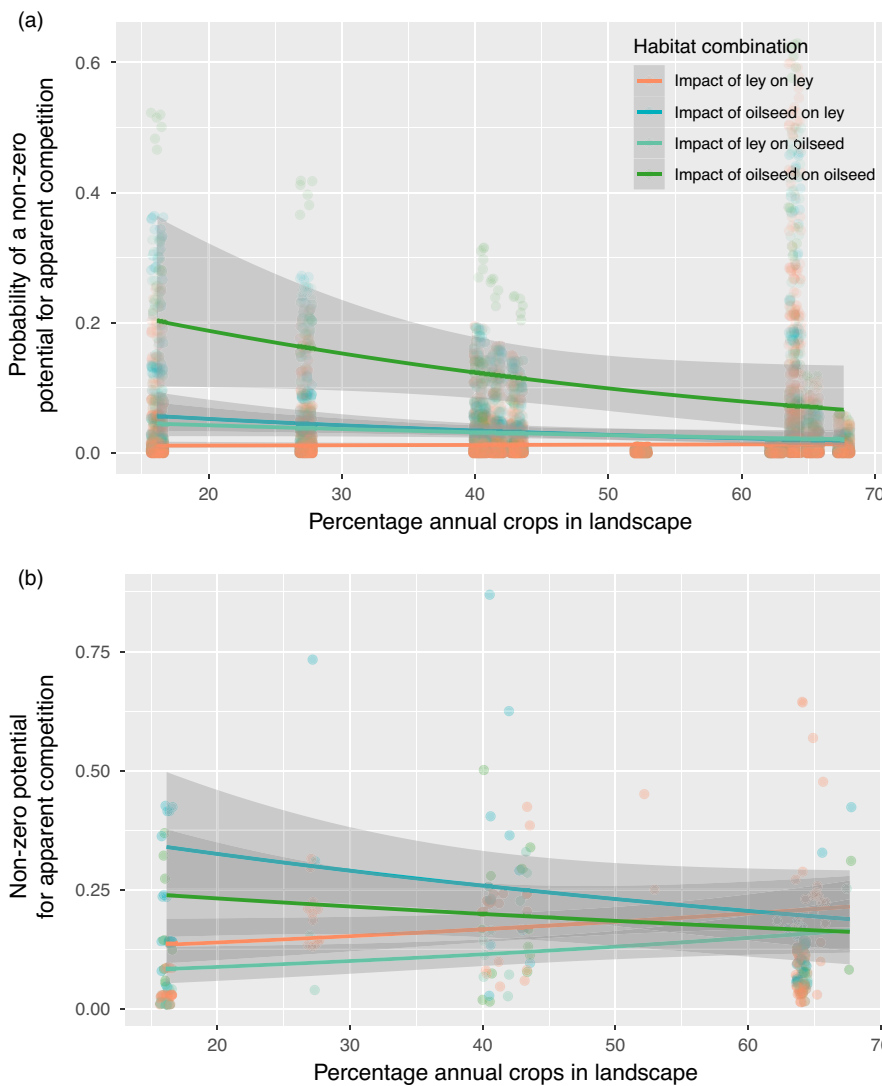 (a)
Probability of a non-zero
potential for apparent competition
0.6
0.4
0.2
0.0
Habitat combination
Impact of ley on ley
Impact of oilseed on ley
Impact of ley on oilseed
Impact of oilseed on oilseed
20 30 40 50 60 70
Percentage annual crops in landscape
(b)
Non-zero potential
for apparent competition
0.75
0.50
0.25
0.00
20 30 40 50 60 70
Percentage annual crops in landscape